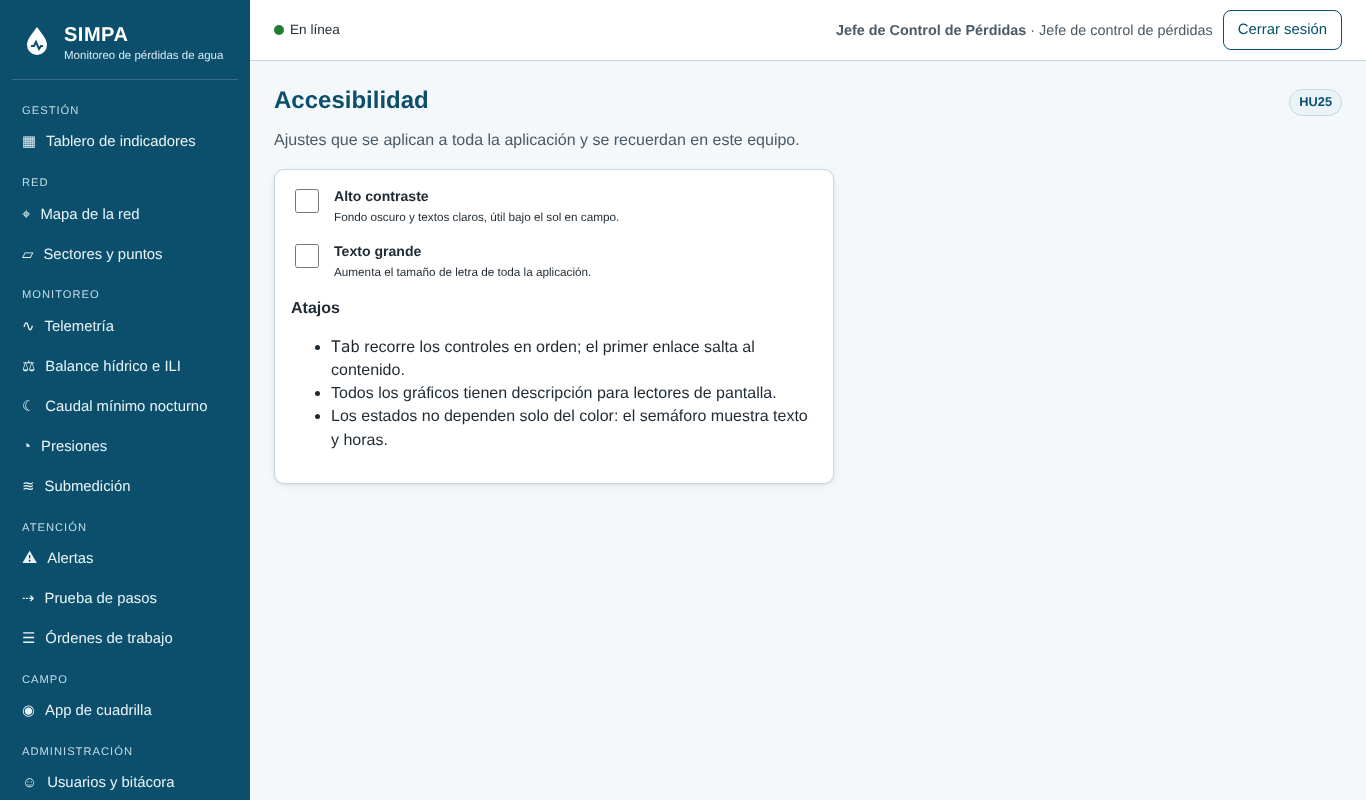 SIMPA
Monitoreo de pérdidas de agua
GESTIÓN
Tablero de indicadores
RED
Mapa de la red
Sectores y puntos
MONITOREO
Telemetría
Balance hídrico e ILI
Caudal mínimo nocturno
Presiones
Submedición
ATENCIÓN
Alertas
Prueba de pasos
Órdenes de trabajo
CAMPO
App de cuadrilla
ADMINISTRACIÓN
Usuarios y bitácora
En línea
Jefe de Control de Pérdidas · Jefe de control de pérdidas
Cerrar sesión
Accesibilidad
HU25
Ajustes que se aplican a toda la aplicación y se recuerdan en este equipo.
Alto contraste
Fondo oscuro y textos claros, útil bajo el sol en campo.
Texto grande
Aumenta el tamaño de letra de toda la aplicación.
Atajos
Tab recorre los controles en orden; el primer enlace salta al
contenido.
Todos los gráficos tienen descripción para lectores de pantalla.
Los estados no dependen solo del color: el semáforo muestra texto
y horas.